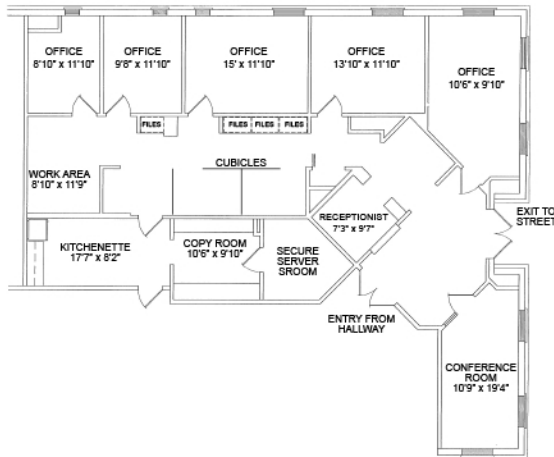 OFFICE
8'10" x 11'10"
OFFICE
9'8" x 11'10"
OFFICE
15' x 11'10"
OFFICE
13'10" x 11'10"
OFFICE
10'6" x 9'10"
FILES
FILES FILES FILES
CUBICLES
WORK AREA
8'10" x 11'9"
RECEPTIONIST
7'3" x 9'7"
EXIT TO
STREET
KITCHENETTE
17'7" x 8'2"
COPY ROOM
10'6" x 9'10"
SECURE
SERVER
SROOM
ENTRY FROM
HALLWAY
CONFERENCE
ROOM
10'9" x 19'4"